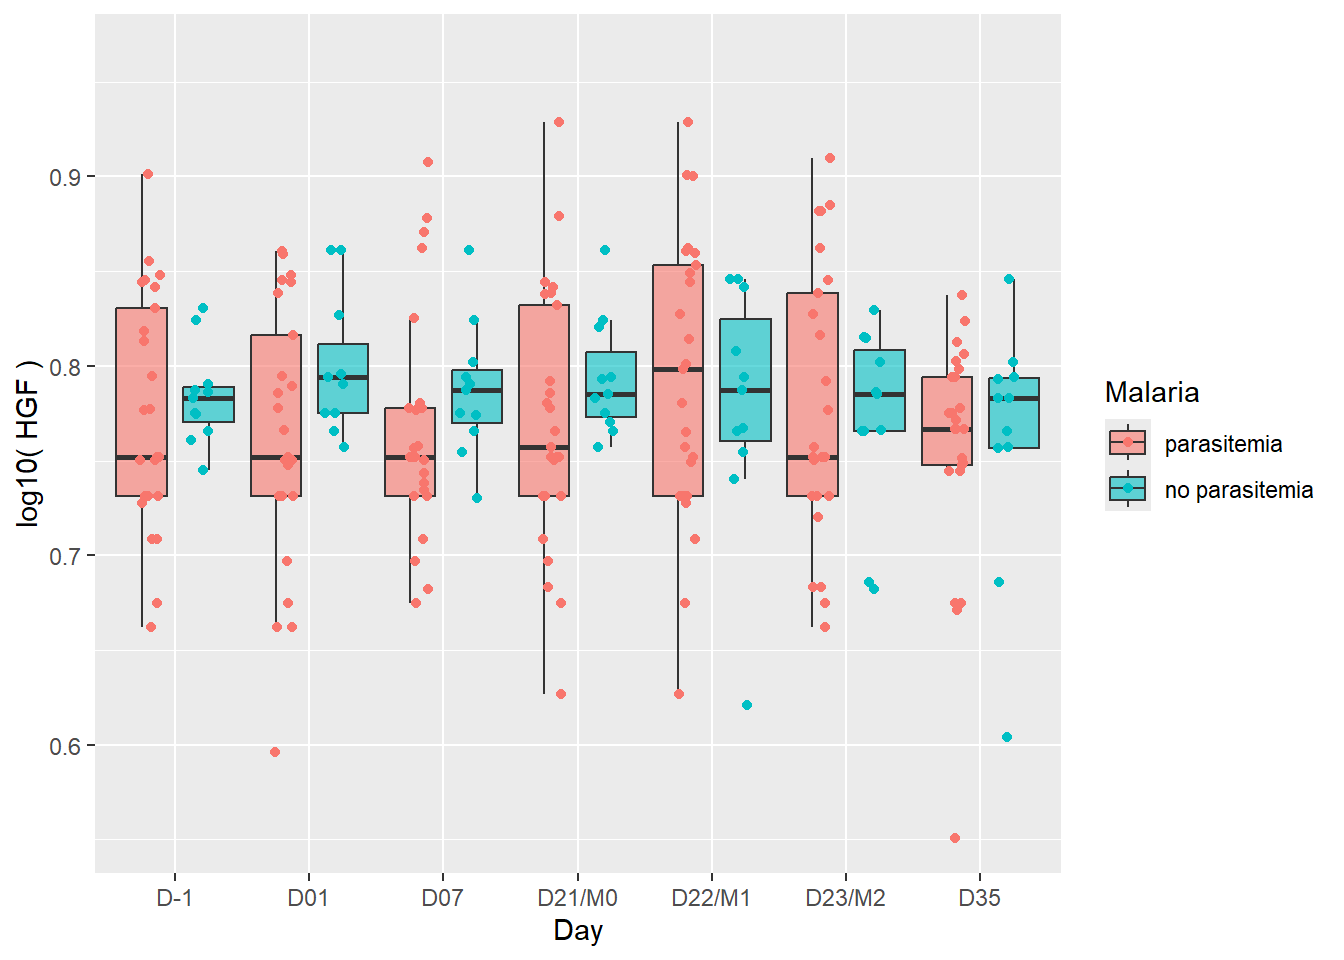 log10( HGF )
0.9
0.8
0.7
0.6
D-1 D01 D07 D21/M0 D22/M1 D23/M2 D35
Day
Malaria
parasitemia
no parasitemia